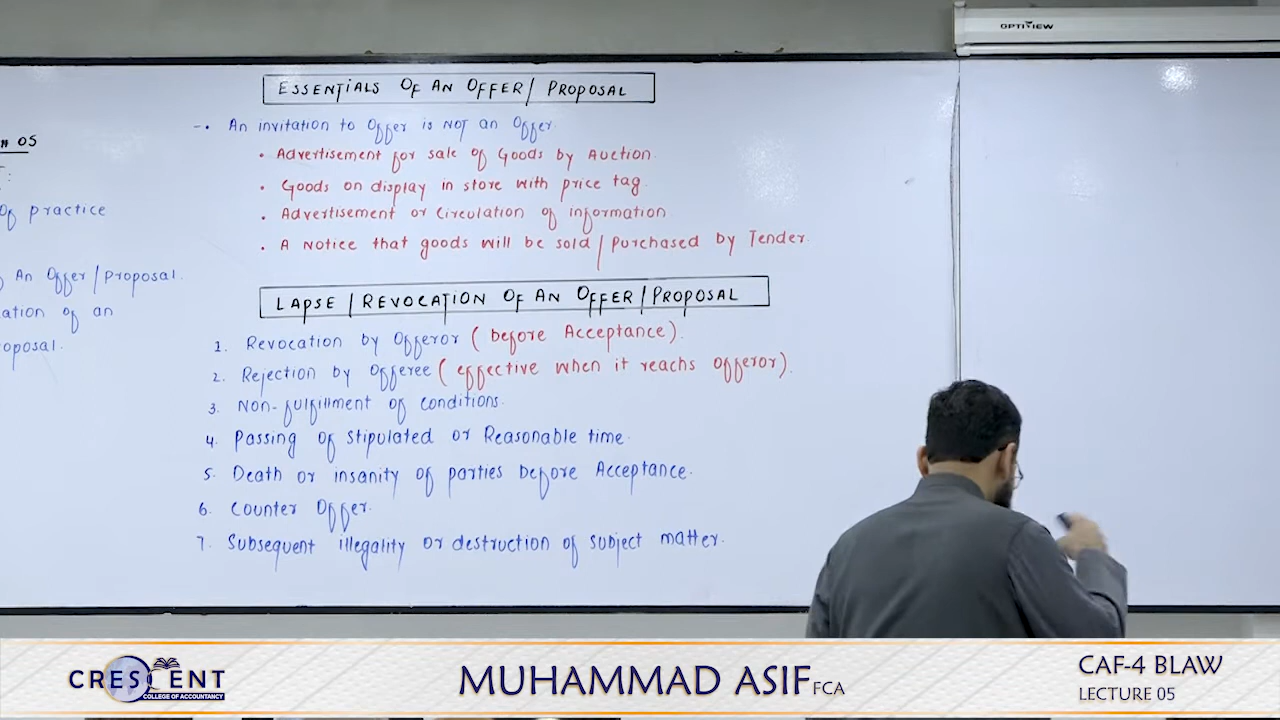 OPTIVIEW
ESSENTIALS OF AN OFFER / PROPOSAL
-• An invitation to Offer is NOT an Offer.
• Advertisement for sale of Goods by Auction.
• Goods on display in store with price tag.
• Advertisement or Circulation of information
• A Notice that goods will be sold / purchased by Tender.
05
Of practice
An Offer / Proposal.
ation of an
oposal.
LAPSE / REVOCATION OF AN OFFER / PROPOSAL
1. Revocation by Offeror (before Acceptance).
2. Rejection by Offeree (effective when it reachs offeror).
3. Non-fulfillment of conditions.
4. Passing of stipulated or Reasonable time.
5. Death or insanity of parties before Acceptance.
6. Counter Offer.
7. Subsequent illegality or destruction of subject matter.
CRESCENT
COLLEGE OF ACCOUNTANCY
MUHAMMAD ASIF FCA
CAF-4 BLAW
LECTURE 05